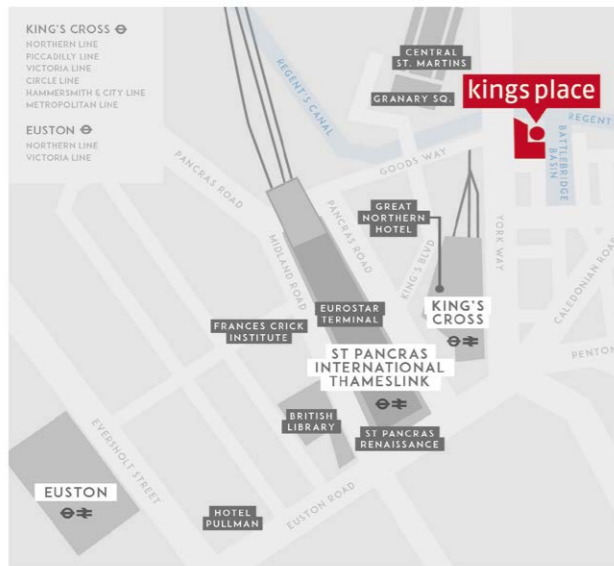 KING'S CROSS
NORTHERN LINE
PICCADILLY LINE
VICTORIA LINE
CIRCLE LINE
HAMMERSMITH & CITY LINE
METROPOLITAN LINE
EUSTON
NORTHERN LINE
VICTORIA LINE
CENTRAL
ST. MARTINS
GRANARY SQ.
kings place
REGENT'S CANAL
REGENT'
BATTLEBRIDGE
BASIN
GOODS WAY
PANCRAS ROAD
PANCRAS ROAD
GREAT
NORTHERN
HOTEL
YORK WAY
MIDLAND ROAD
KING'S BLVD
CALEDONIAN ROAD
EUROSTAR
TERMINAL
KING'S
CROSS
FRANCES CRICK
INSTITUTE
ST PANCRAS
INTERNATIONAL
THAMESLINK
PENTON
BRITISH
LIBRARY
ST PANCRAS
RENAISSANCE
EVERSHOLT STREET
EUSTON
HOTEL
PULLMAN
EUSTON ROAD